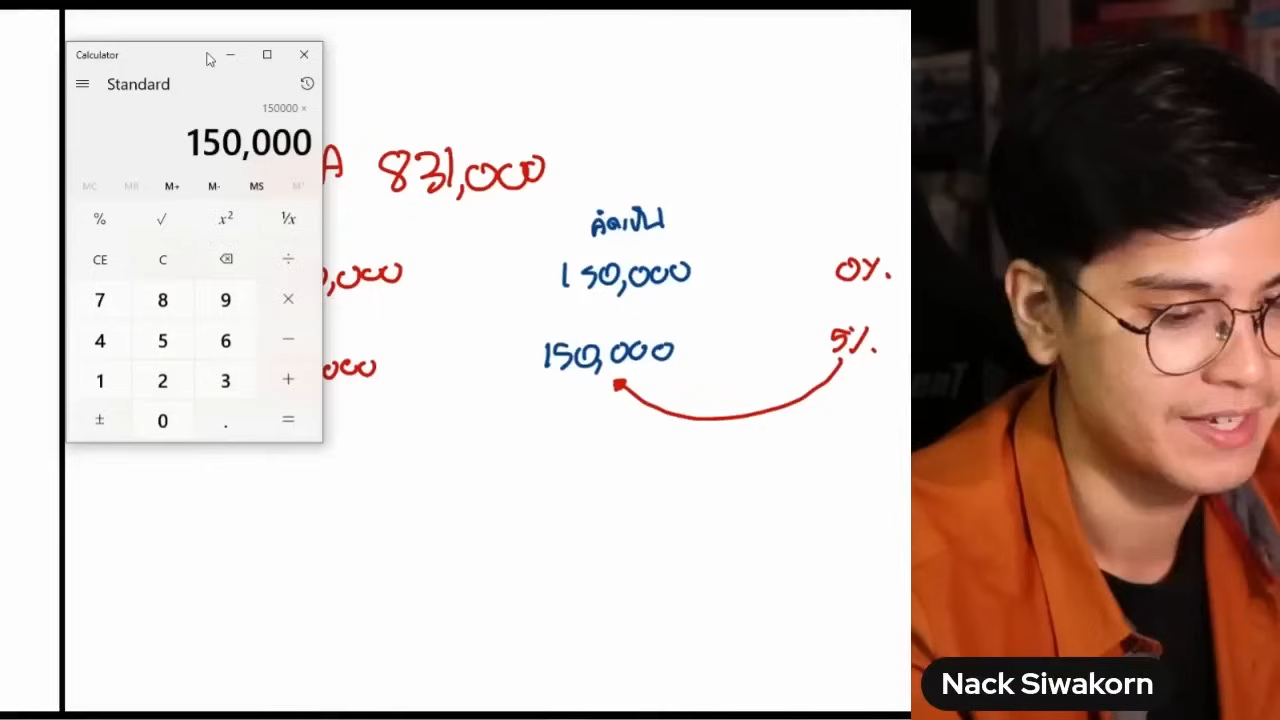 Calculator
Standard
150000 ×
150,000
MC MR M+ M- MS M˅
% √ x² ¹/x
CE C ÷
7 8 9 ×
4 5 6 −
1 2 3 +
± 0 . =
A 831,000
คิดเป็น
,000 150,000 0%.
000 150,000 5%.
Nack Siwakorn